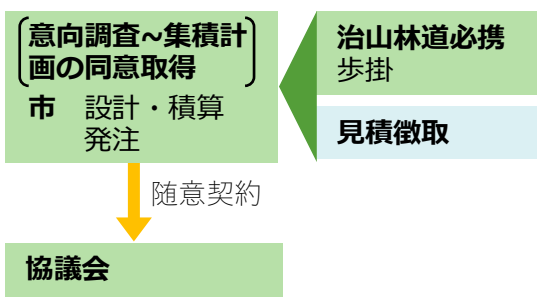 意向調査~集積計
画の同意取得
市 設計・積算
発注
治山林道必携
歩掛
見積徴取
随意契約
協議会